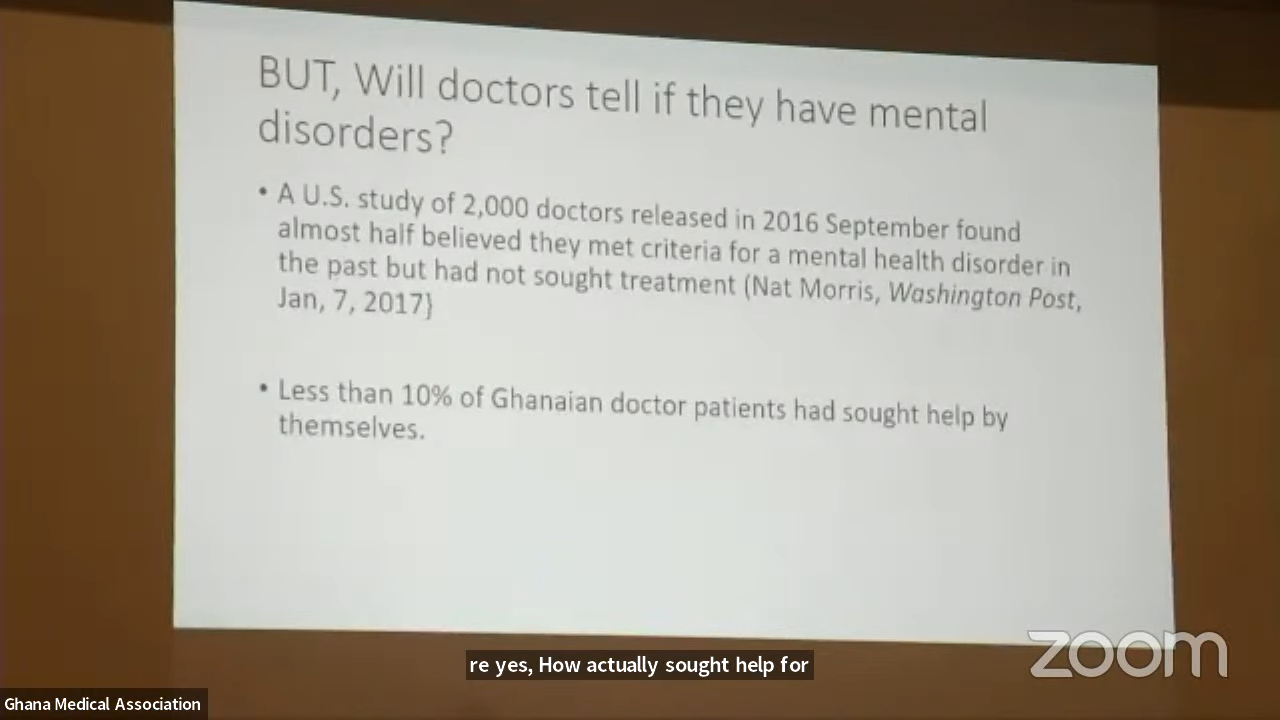 BUT, Will doctors tell if they have mental
disorders?
• A U.S. study of 2,000 doctors released in 2016 September found
almost half believed they met criteria for a mental health disorder in
the past but had not sought treatment (Nat Morris, Washington Post,
Jan, 7, 2017}
• Less than 10% of Ghanaian doctor patients had sought help by
themselves.
re yes, How actually sought help for
zoom
Ghana Medical Association